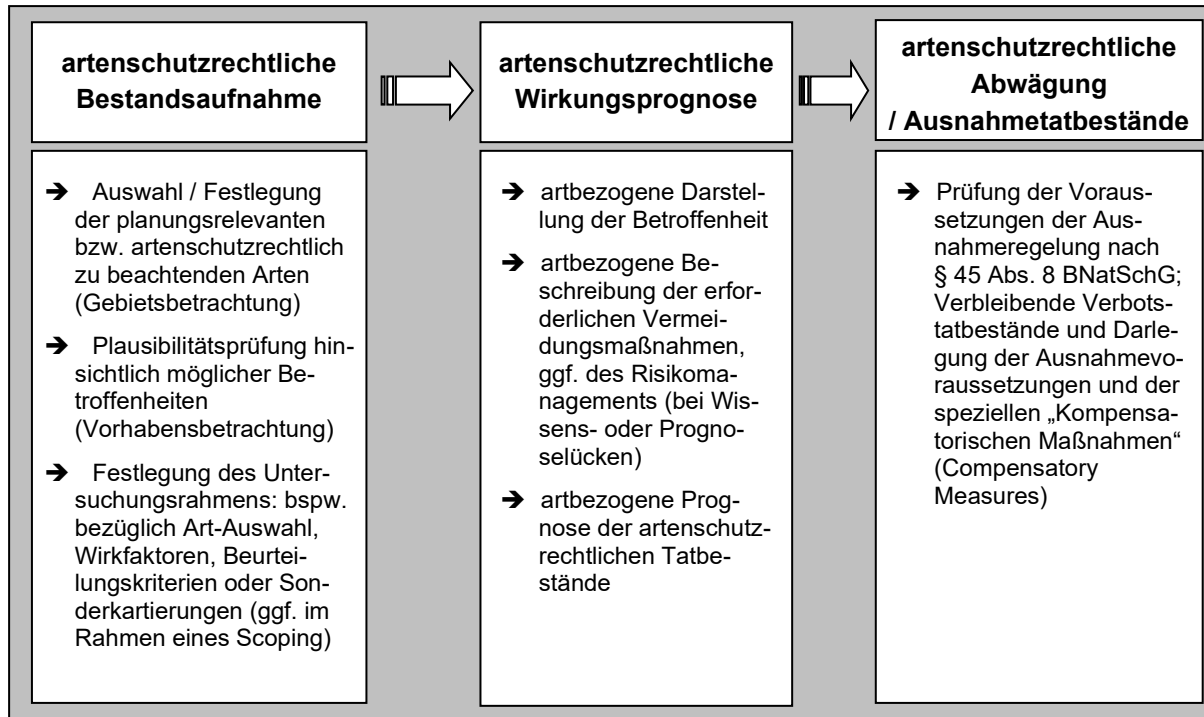 artenschutzrechtliche
Bestandsaufnahme
➔ Auswahl / Festlegung
der planungsrelevanten
bzw. artenschutzrechtlich
zu beachtenden Arten
(Gebietsbetrachtung)
➔ Plausibilitätsprüfung hin-
sichtlich möglicher Be-
troffenheiten
(Vorhabensbetrachtung)
➔ Festlegung des Unter-
suchungsrahmens: bspw.
bezüglich Art-Auswahl,
Wirkfaktoren, Beurtei-
lungskriterien oder Son-
derkartierungen (ggf. im
Rahmen eines Scoping)
artenschutzrechtliche
Wirkungsprognose
➔ artbezogene Darstel-
lung der Betroffenheit
➔ artbezogene Be-
schreibung der erfor-
derlichen Vermei-
dungsmaßnahmen,
ggf. des Risikoma-
nagements (bei Wis-
sens- oder Progno-
selücken)
➔ artbezogene Prog-
nose der artenschutz-
rechtlichen Tatbe-
stände
artenschutzrechtliche
Abwägung
/ Ausnahmetatbestände
➔ Prüfung der Voraus-
setzungen der Aus-
nahmeregelung nach
§ 45 Abs. 8 BNatSchG;
Verbleibende Verbots-
tatbestände und Darle-
gung der Ausnahmevo-
raussetzungen und der
speziellen „Kompensa-
torischen Maßnahmen“
(Compensatory
Measures)